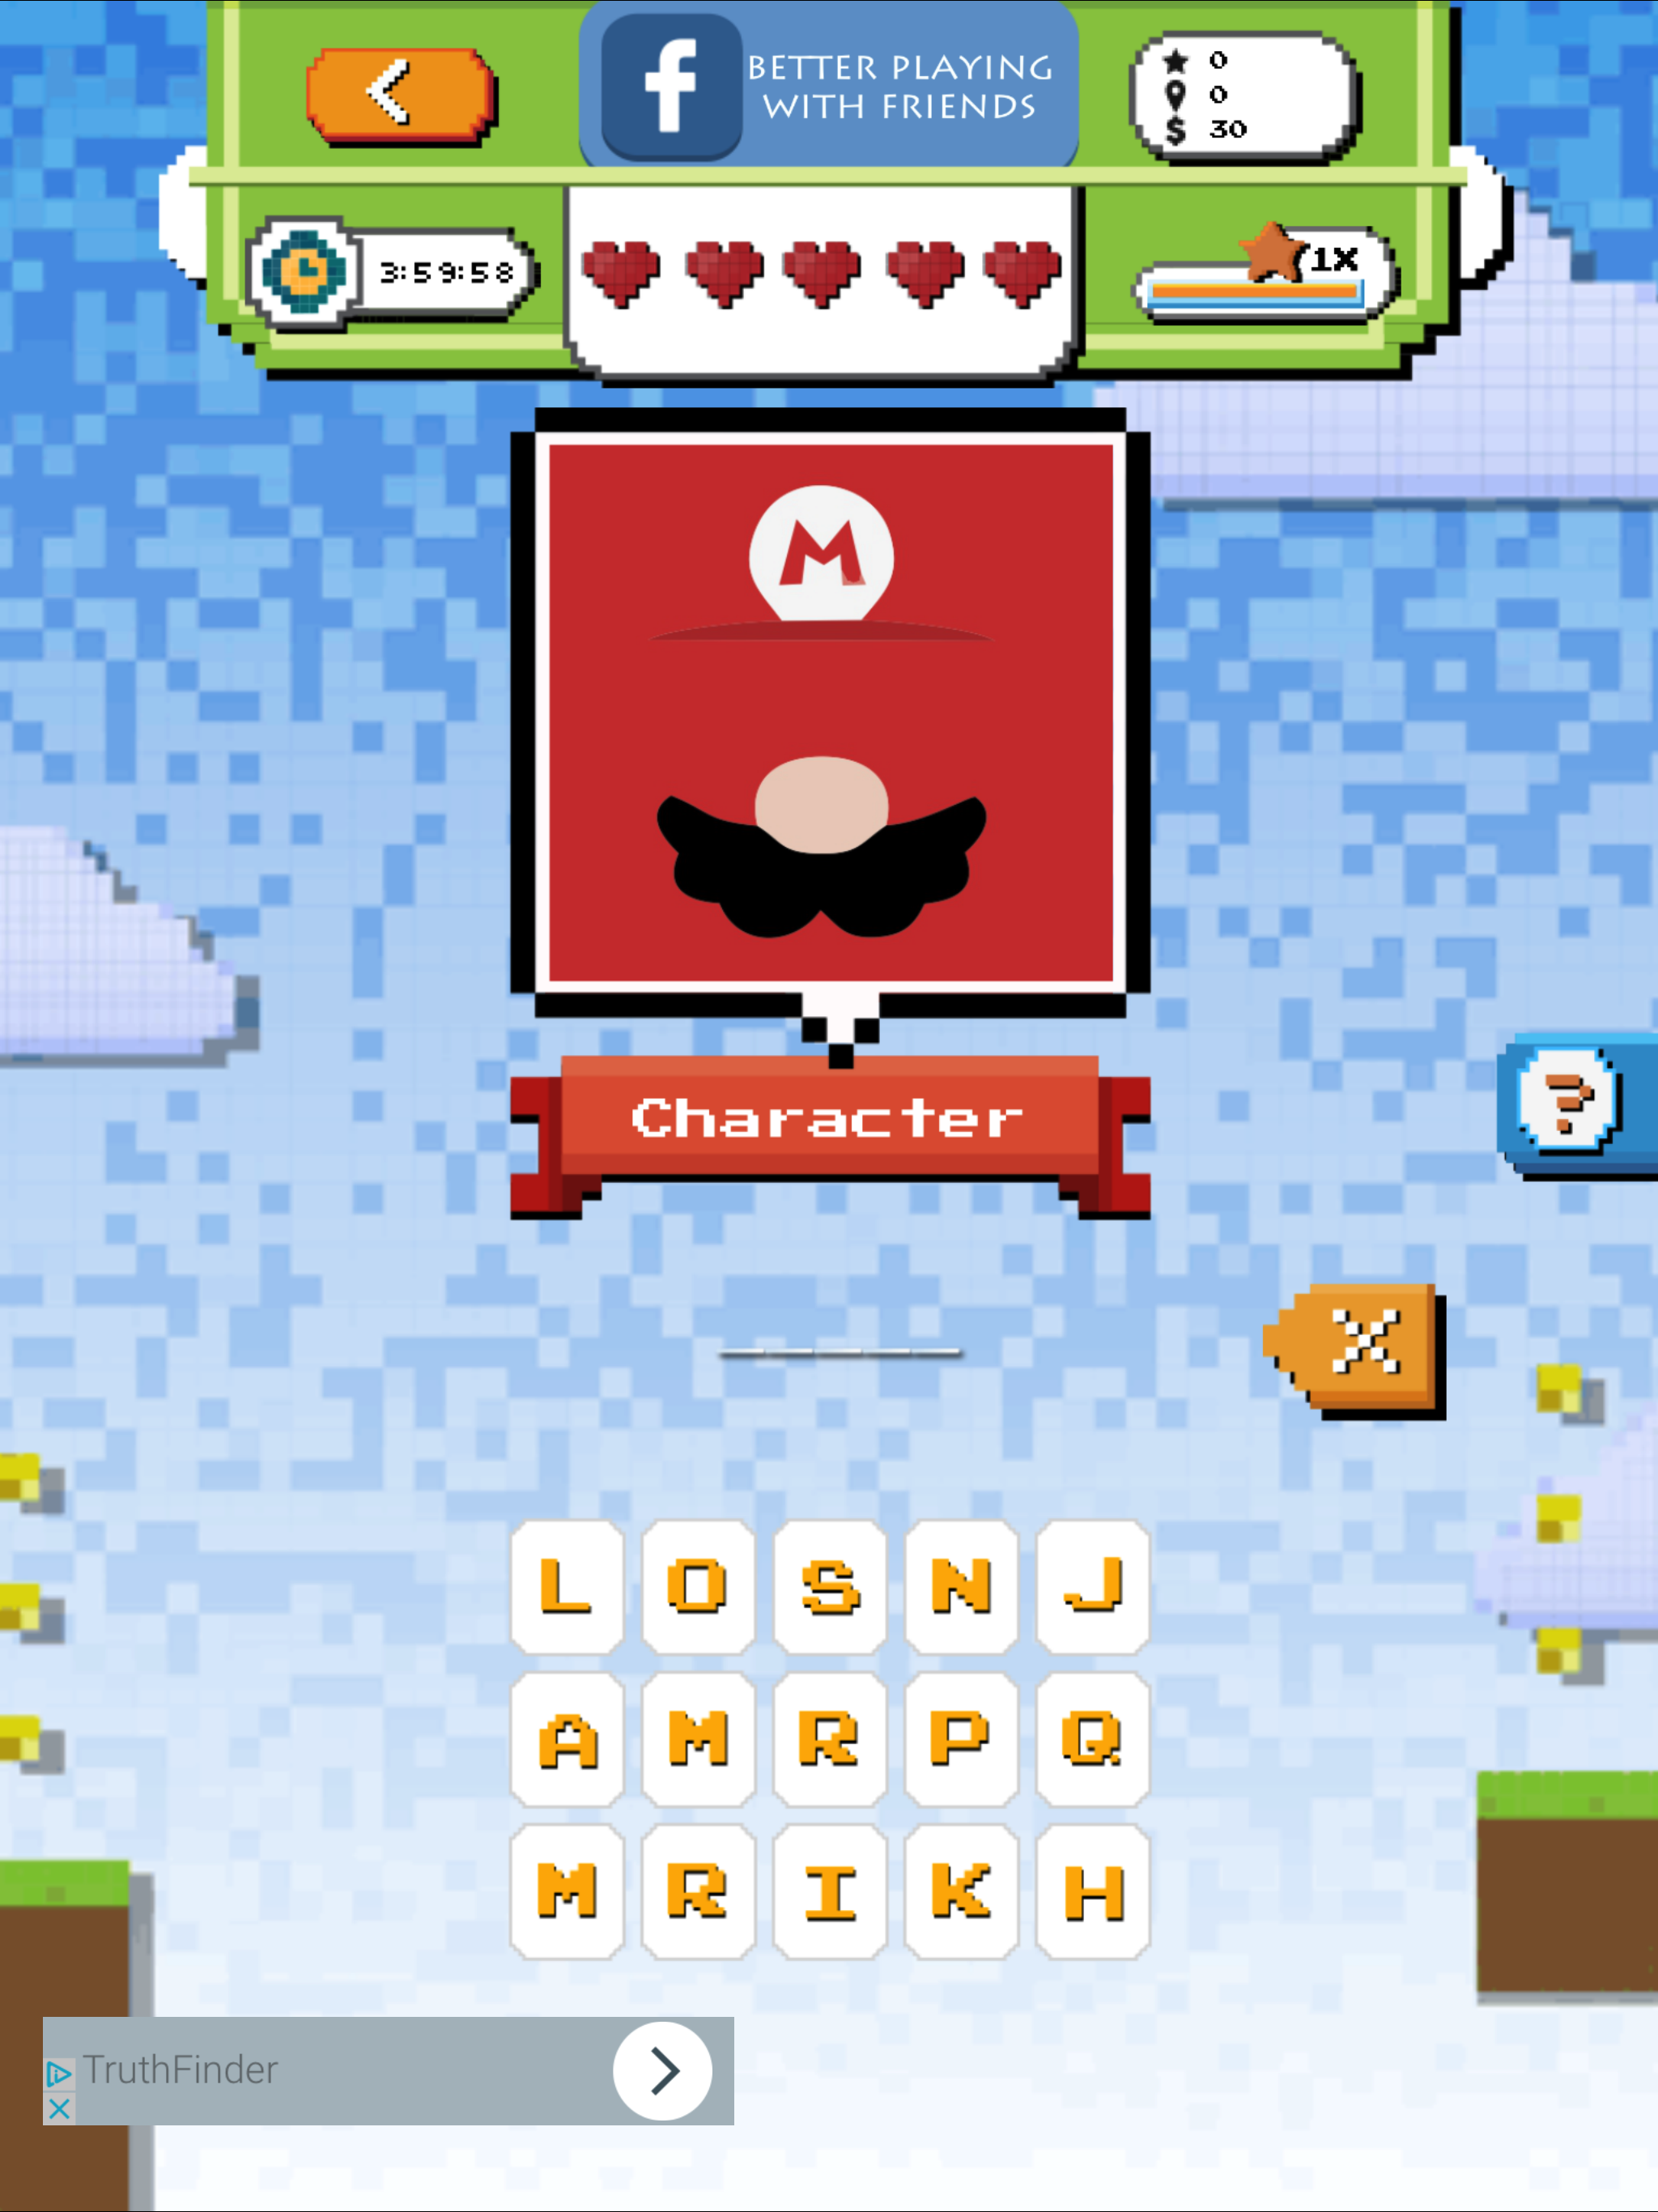 f
BETTER PLAYING
WITH FRIENDS
0
0
$ 30
3:59:58
1X
M
Character
?
X
L O S N J
A M R P Q
M R I K H
TruthFinder